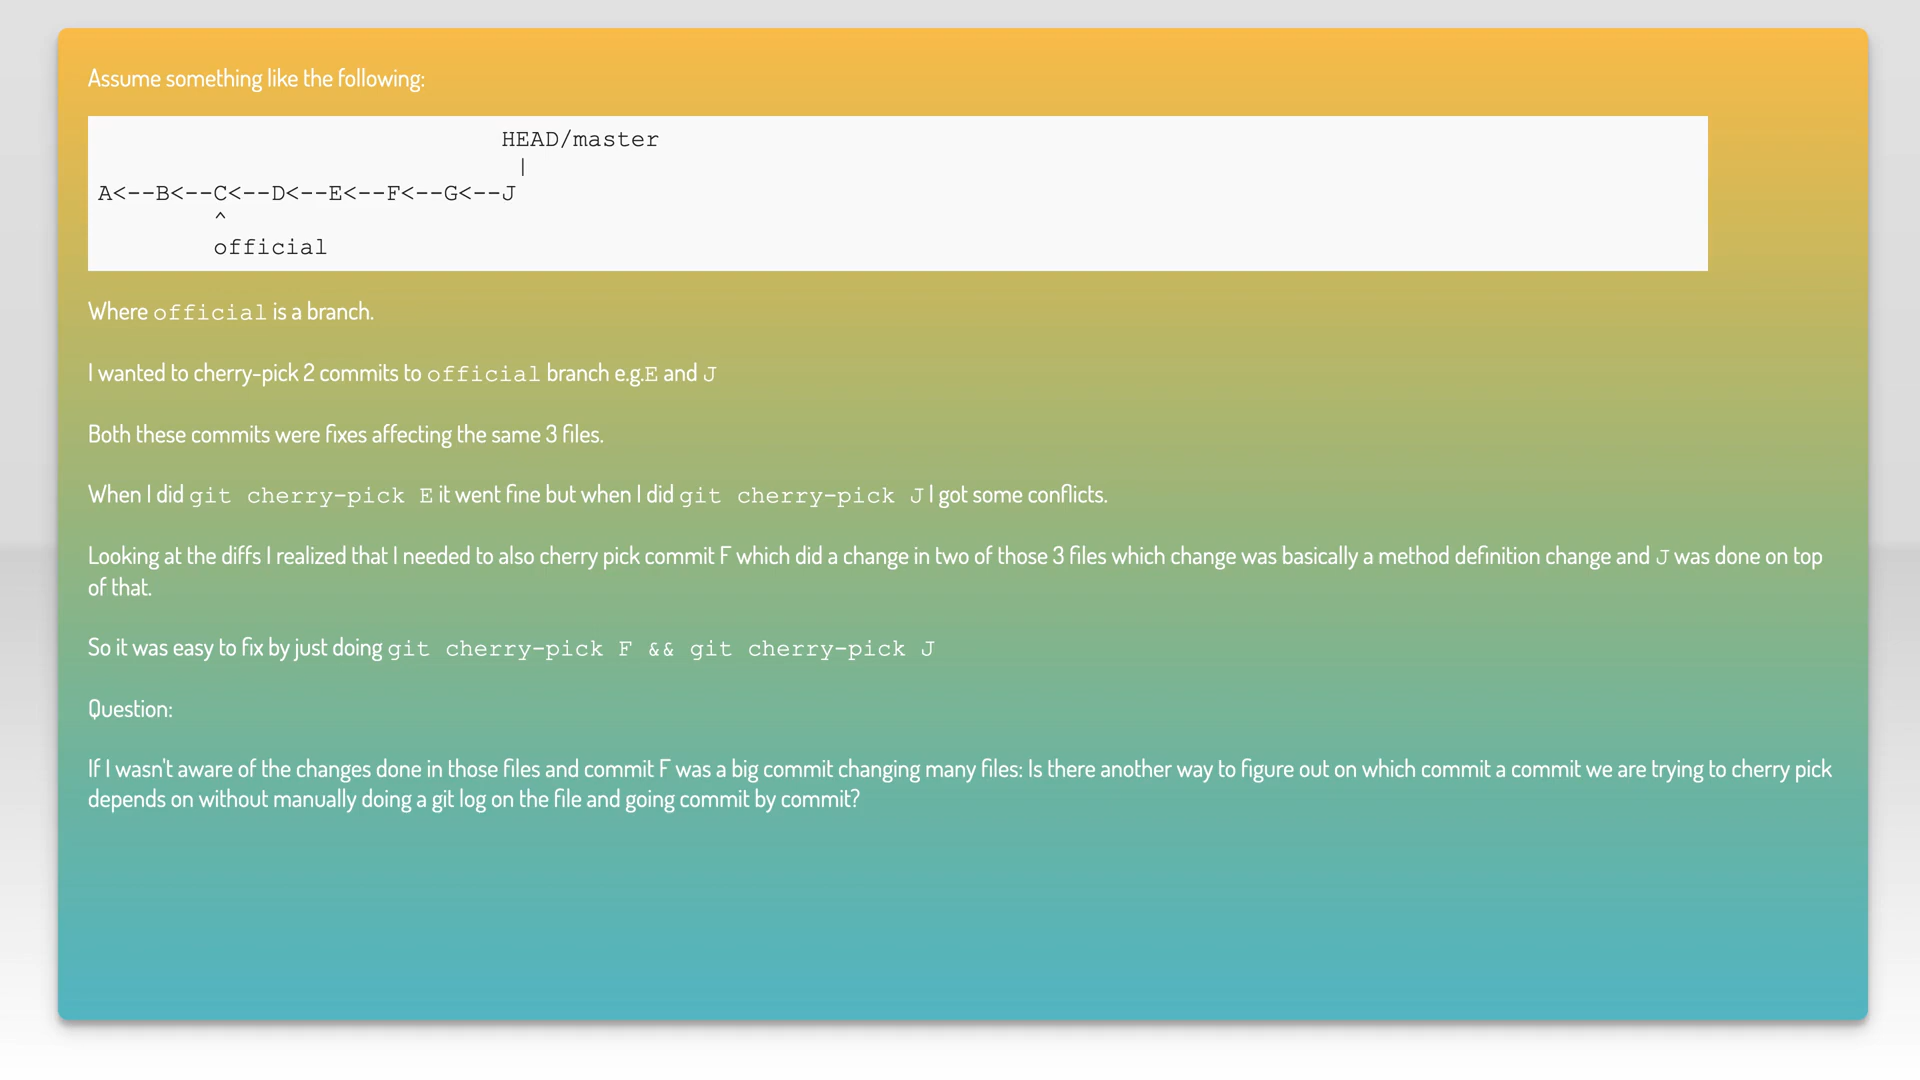 Assume something like the following:
HEAD/master
|
A<--B<--C<--D<--E<--F<--G<--J
^
official
Where official is a branch.
I wanted to cherry-pick 2 commits to official branch e.g.E and J
Both these commits were fixes affecting the same 3 files.
When I did git cherry-pick E it went fine but when I did git cherry-pick J I got some conflicts.
Looking at the diffs I realized that I needed to also cherry pick commit F which did a change in two of those 3 files which change was basically a method definition change and J was done on top
of that.
So it was easy to fix by just doing git cherry-pick F && git cherry-pick J
Question:
If I wasn't aware of the changes done in those files and commit F was a big commit changing many files: Is there another way to figure out on which commit a commit we are trying to cherry pick
depends on without manually doing a git log on the file and going commit by commit?